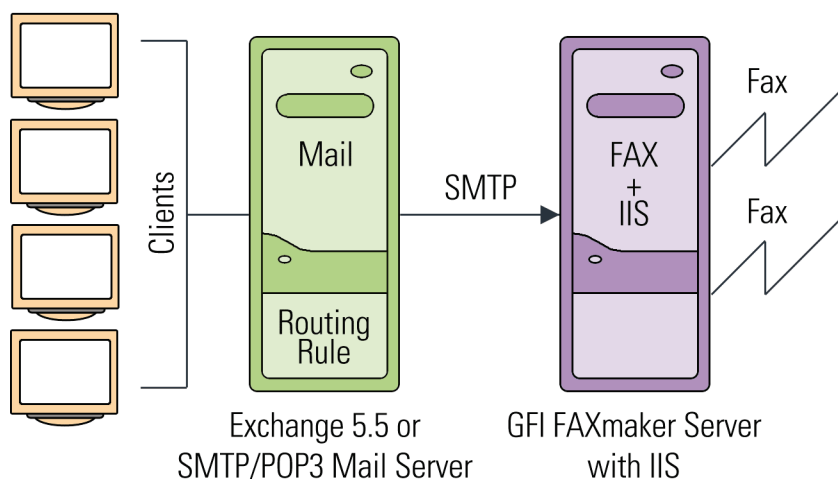 Clients
Mail
Routing
Rule
Exchange 5.5 or
SMTP/POP3 Mail Server
SMTP
FAX
+
IIS
GFI FAXmaker Server
with IIS
Fax
Fax